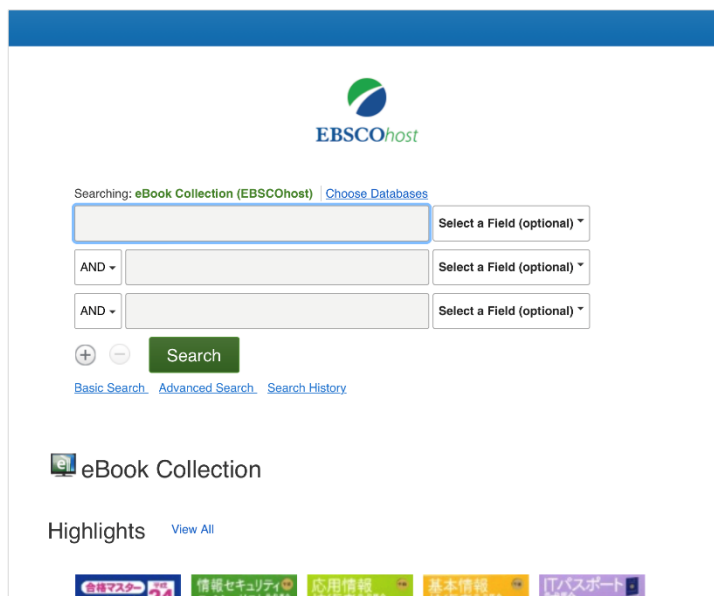 EBSCOhost
Searching: eBook Collection (EBSCOhost) Choose Databases
Select a Field (optional)
AND Select a Field (optional)
AND Select a Field (optional)
Search
Basic Search Advanced Search Search History
eBook Collection
Highlights View All
合格マスター 平成 24 情報セキュリティ 応用情報 基本情報 ITパスポート